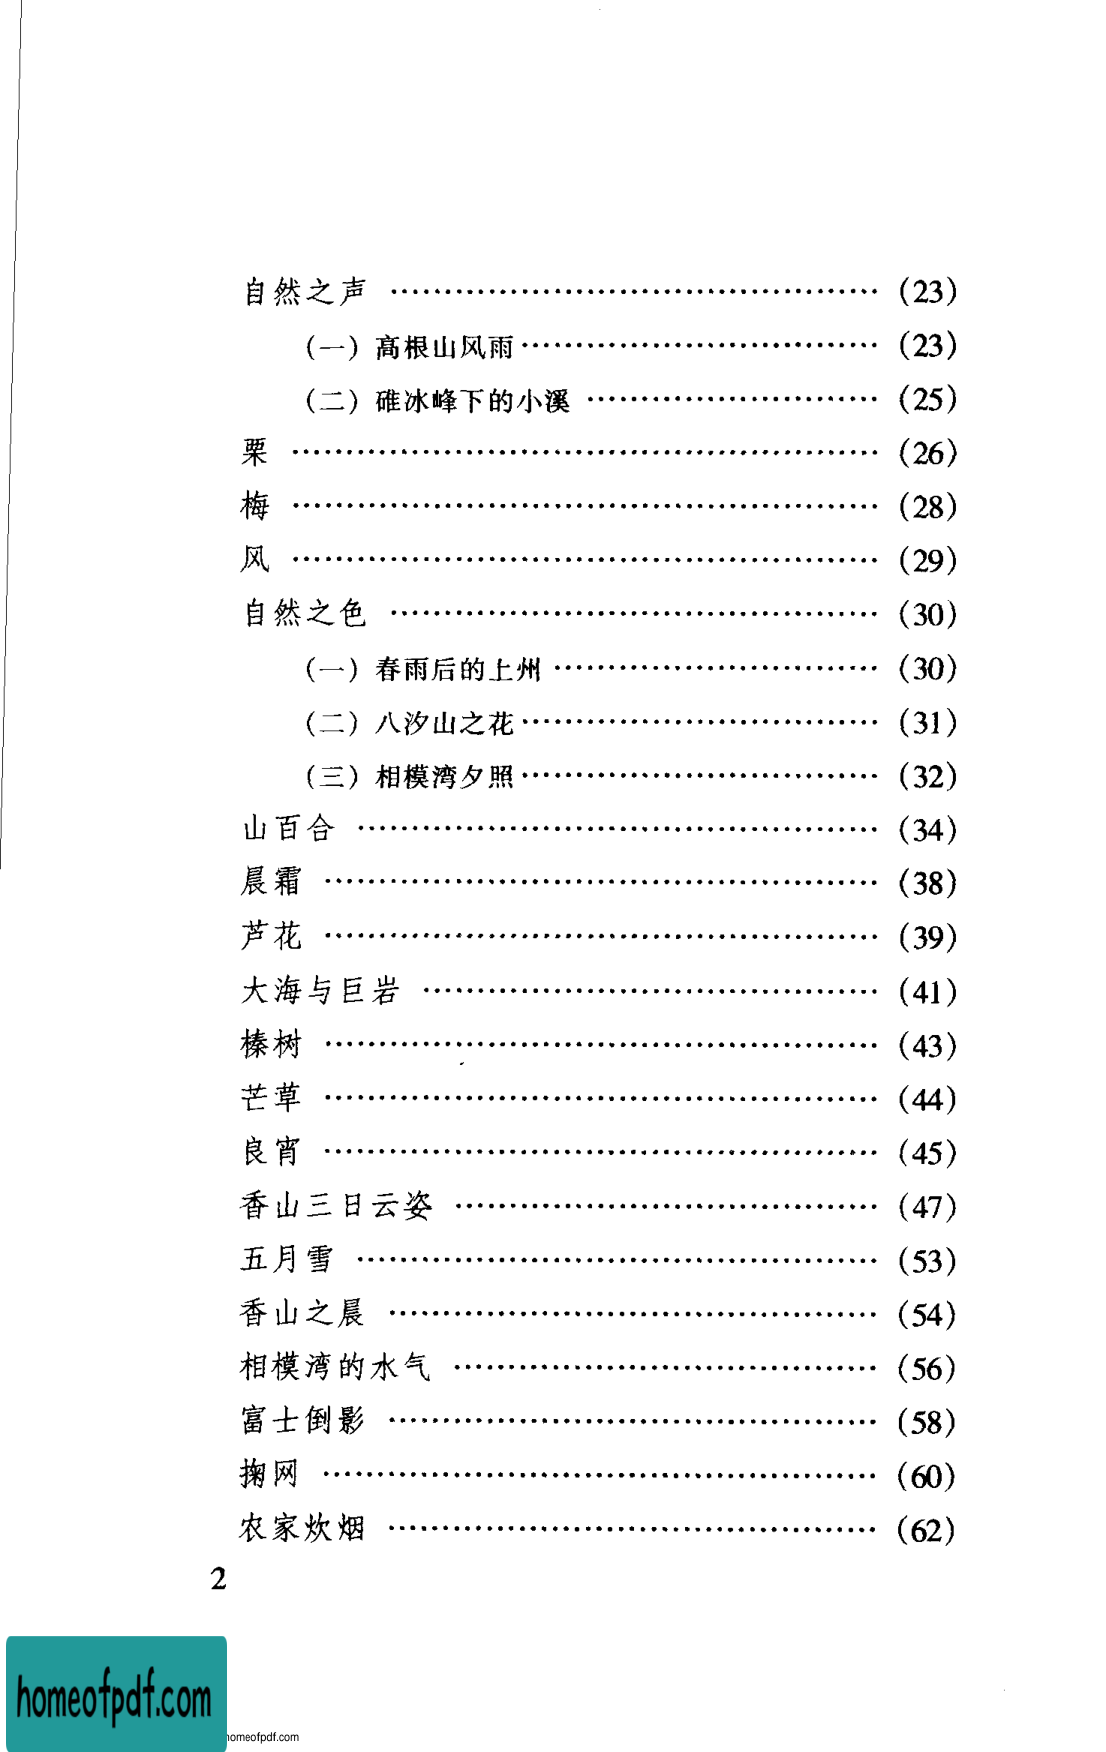 自然之声 ………………………………………… (23)
(一) 高根山风雨 ……………………………… (23)
(二) 碓冰峰下的小溪 ………………………… (25)
栗 ………………………………………………… (26)
梅 ………………………………………………… (28)
风 ………………………………………………… (29)
自然之色 ………………………………………… (30)
(一) 春雨后的上州 …………………………… (30)
(二) 八汐山之花 ……………………………… (31)
(三) 相模湾夕照 ……………………………… (32)
山百合 …………………………………………… (34)
晨霜 ……………………………………………… (38)
芦花 ……………………………………………… (39)
大海与巨岩 ……………………………………… (41)
榛树 ……………………………………………… (43)
芒草 ……………………………………………… (44)
良宵 ……………………………………………… (45)
香山三日云姿 …………………………………… (47)
五月雪 …………………………………………… (53)
香山之晨 ………………………………………… (54)
相模湾的水气 …………………………………… (56)
富士倒影 ………………………………………… (58)
掬网 ……………………………………………… (60)
农家炊烟 ………………………………………… (62)
2
homeofpdf.com
homeofpdf.com